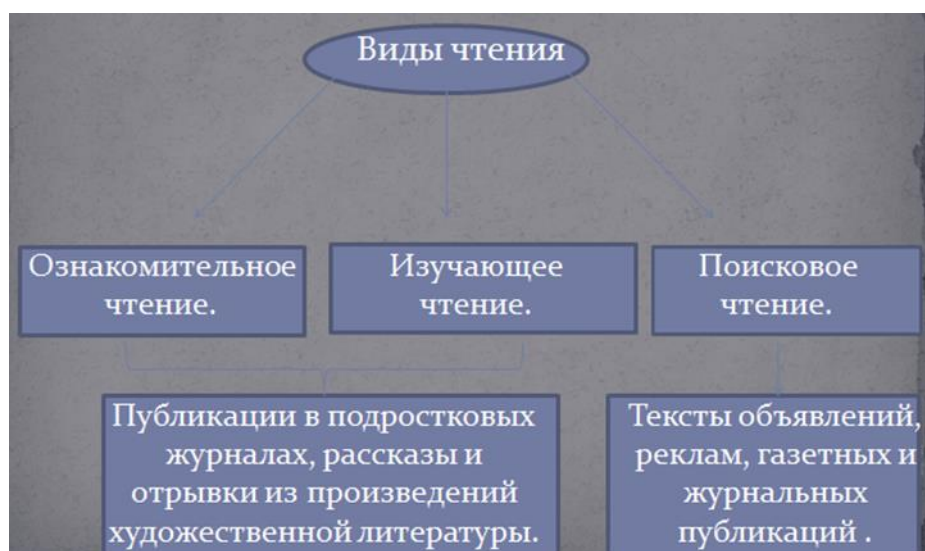 Виды чтения
Ознакомительное
чтение.
Изучающее
чтение.
Поисковое
чтение.
Публикации в подростковых
журналах, рассказы и
отрывки из произведений
художественной литературы.
Тексты объявлений,
реклам, газетных и
журнальных
публикаций .